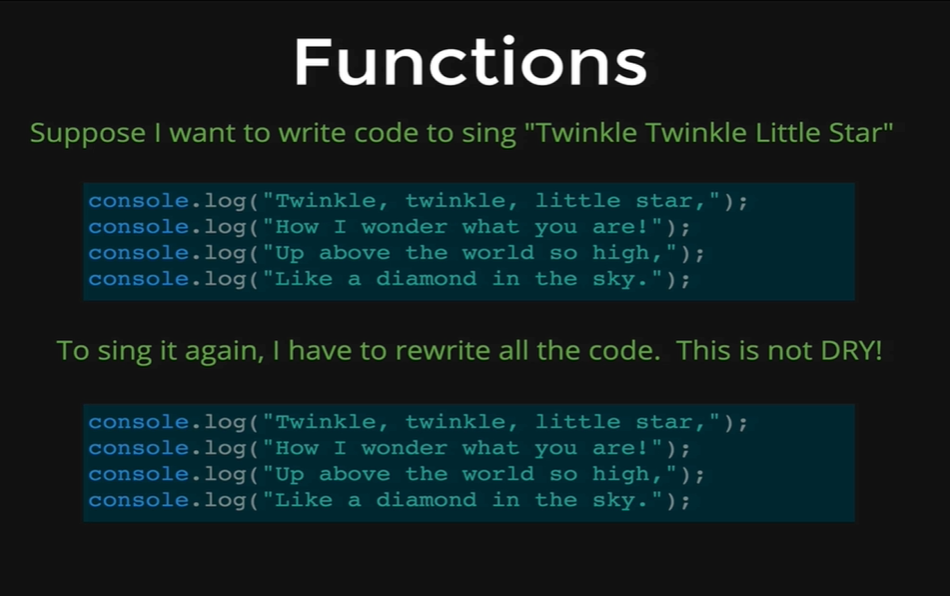 Functions
Suppose I want to write code to sing "Twinkle Twinkle Little Star"
console.log("Twinkle, twinkle, little star,");
console.log("How I wonder what you are!");
console.log("Up above the world so high,");
console.log("Like a diamond in the sky.");
To sing it again, I have to rewrite all the code.  This is not DRY!
console.log("Twinkle, twinkle, little star,");
console.log("How I wonder what you are!");
console.log("Up above the world so high,");
console.log("Like a diamond in the sky.");